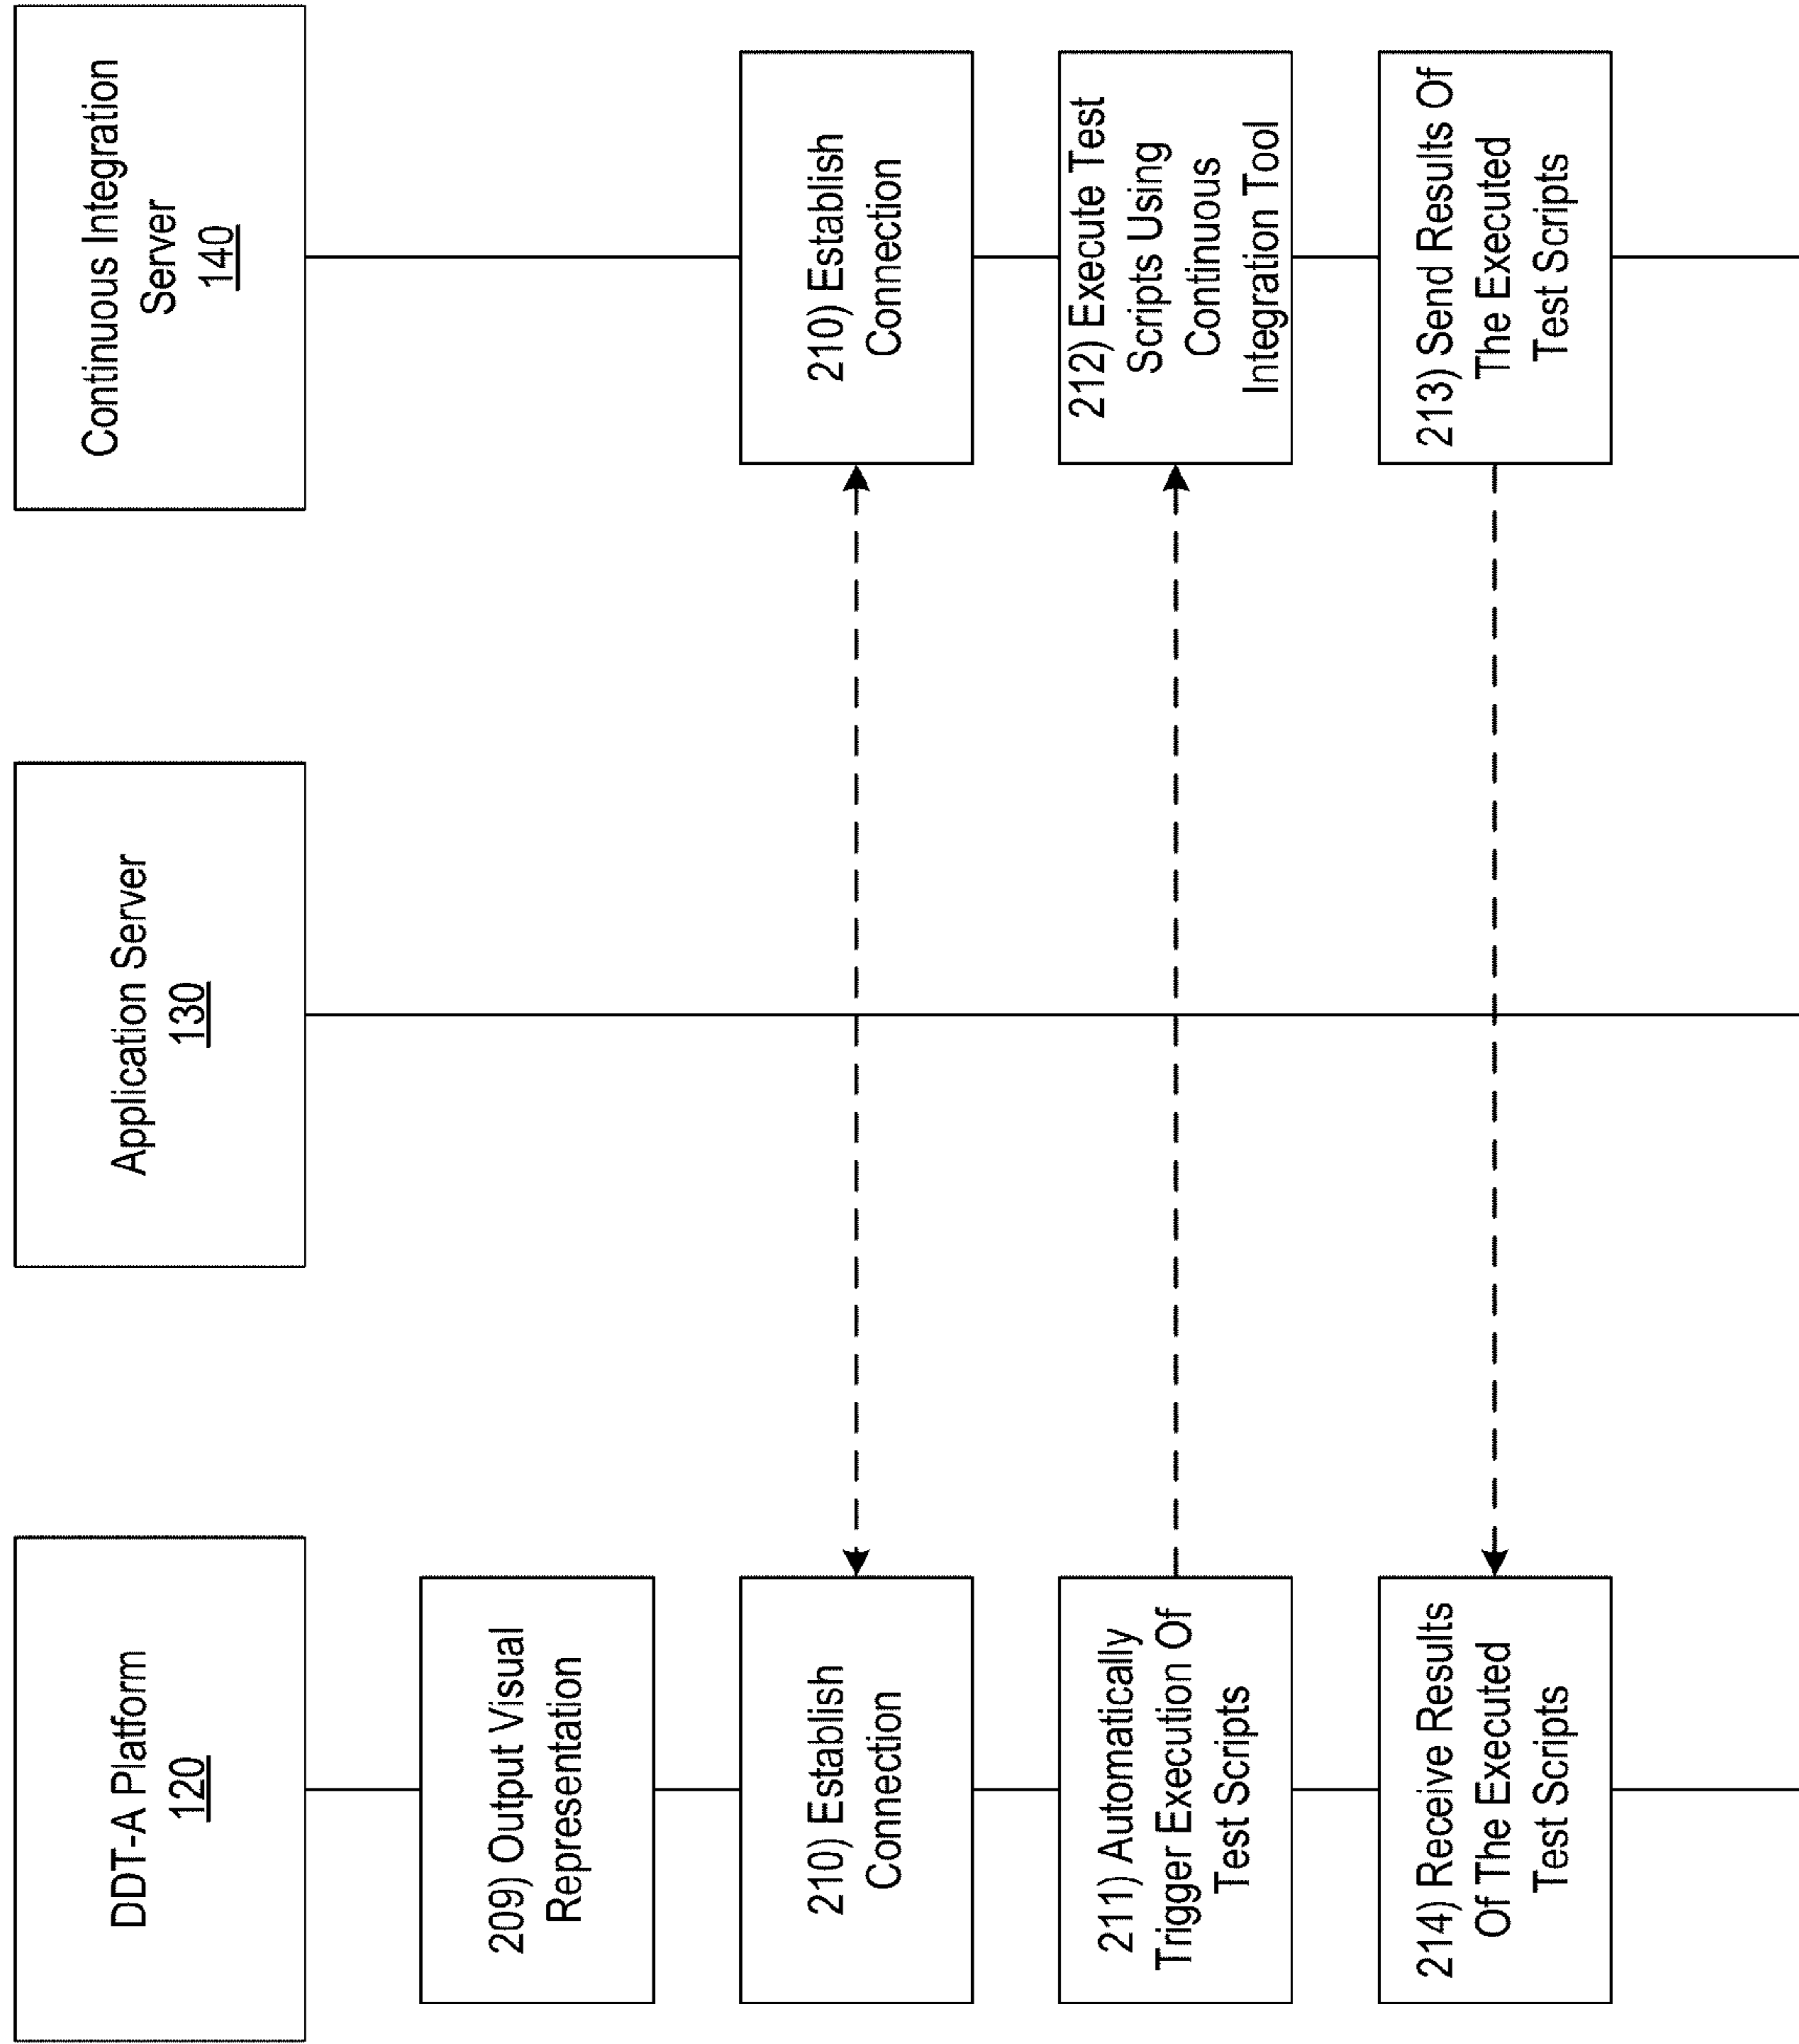 DDT-A Platform
120
Application Server
130
Continuous Integration
Server
140
209) Output Visual
Representation
210) Establish
Connection
210) Establish
Connection
211) Automatically
Trigger Execution Of
Test Scripts
212) Execute Test
Scripts Using
Continuous
Integration Tool
214) Receive Results
Of The Executed
Test Scripts
213) Send Results Of
The Executed
Test Scripts